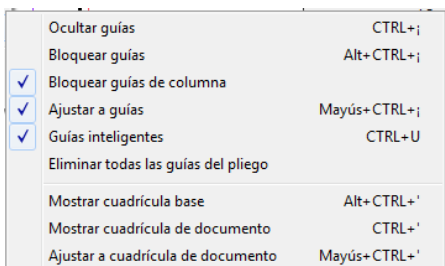 Ocultar guías CTRL+¡
Bloquear guías Alt+CTRL+¡
Bloquear guías de columna
Ajustar a guías Mayús+CTRL+¡
Guías inteligentes CTRL+U
Eliminar todas las guías del pliego
Mostrar cuadrícula base Alt+CTRL+'
Mostrar cuadrícula de documento CTRL+'
Ajustar a cuadrícula de documento Mayús+CTRL+'